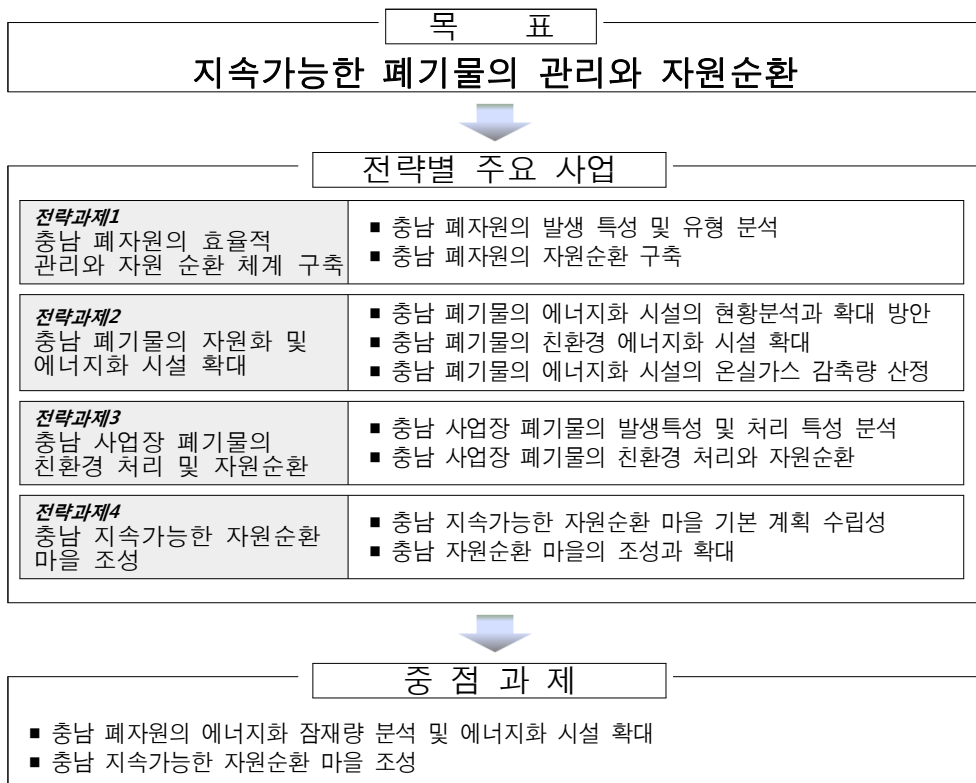 목 표
지속가능한 폐기물의 관리와 자원순환
전략별 주요 사업
전략과제1
충남 폐자원의 효율적
관리와 자원 순환 체계 구축
■ 충남 폐자원의 발생 특성 및 유형 분석
■ 충남 폐자원의 자원순환 구축
전략과제2
충남 폐기물의 자원화 및
에너지화 시설 확대
■ 충남 폐기물의 에너지화 시설의 현황분석과 확대 방안
■ 충남 폐기물의 친환경 에너지화 시설 확대
■ 충남 폐기물의 에너지화 시설의 온실가스 감축량 산정
전략과제3
충남 사업장 폐기물의
친환경 처리 및 자원순환
■ 충남 사업장 폐기물의 발생특성 및 처리 특성 분석
■ 충남 사업장 폐기물의 친환경 처리와 자원순환
전략과제4
충남 지속가능한 자원순환
마을 조성
■ 충남 지속가능한 자원순환 마을 기본 계획 수립성
■ 충남 자원순환 마을의 조성과 확대
중 점 과 제
■ 충남 폐자원의 에너지화 잠재량 분석 및 에너지화 시설 확대
■ 충남 지속가능한 자원순환 마을 조성